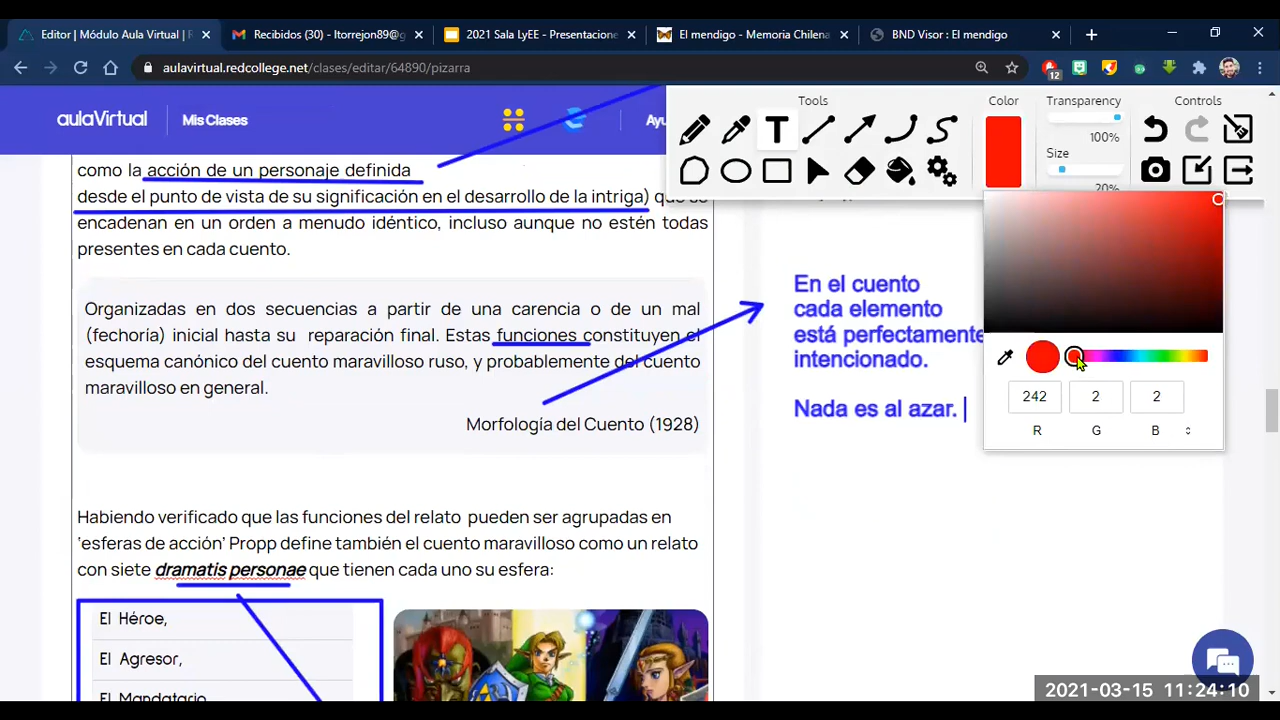 Editor | Módulo Aula Virtual | R
Recibidos (30) - ltorrejon89@g
2021 Sala LyEE - Presentacione
El mendigo - Memoria Chilena
BND Visor : El mendigo
aulavirtual.redcollege.net/clases/editar/64890/pizarra
12
aulaVirtual
Mis Clases
Ayu
Tools
Color
Transparency
Controls
100%
Size
20%
T
como la acción de un personaje definida
desde el punto de vista de su significación en el desarrollo de la intriga) que se
encadenan en un orden a menudo idéntico, incluso aunque no estén todas
presentes en cada cuento.
Organizadas en dos secuencias a partir de una carencia o de un mal
(fechoría) inicial hasta su reparación final. Estas funciones constituyen el
esquema canónico del cuento maravilloso ruso, y probablemente del cuento
maravilloso en general.
Morfología del Cuento (1928)
En el cuento
cada elemento
está perfectamente
intencionado.
Nada es al azar.
242
2
2
R
G
B
Habiendo verificado que las funciones del relato pueden ser agrupadas en
‘esferas de acción’ Propp define también el cuento maravilloso como un relato
con siete dramatis personae que tienen cada uno su esfera:
El Héroe,
El Agresor,
El Mandatario
2021-03-15 11:24:10